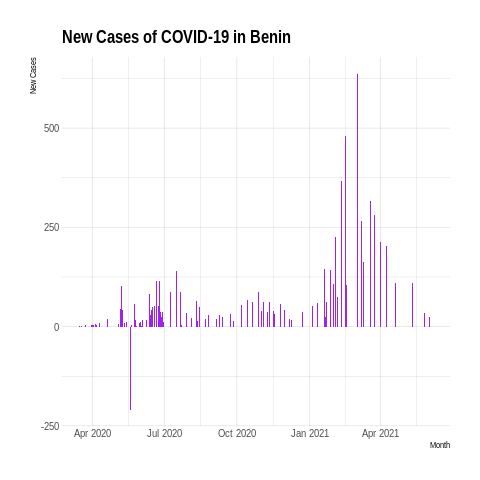 New Cases of COVID-19 in Benin
New Cases
500
250
0
-250
Apr 2020 Jul 2020 Oct 2020 Jan 2021 Apr 2021
Month